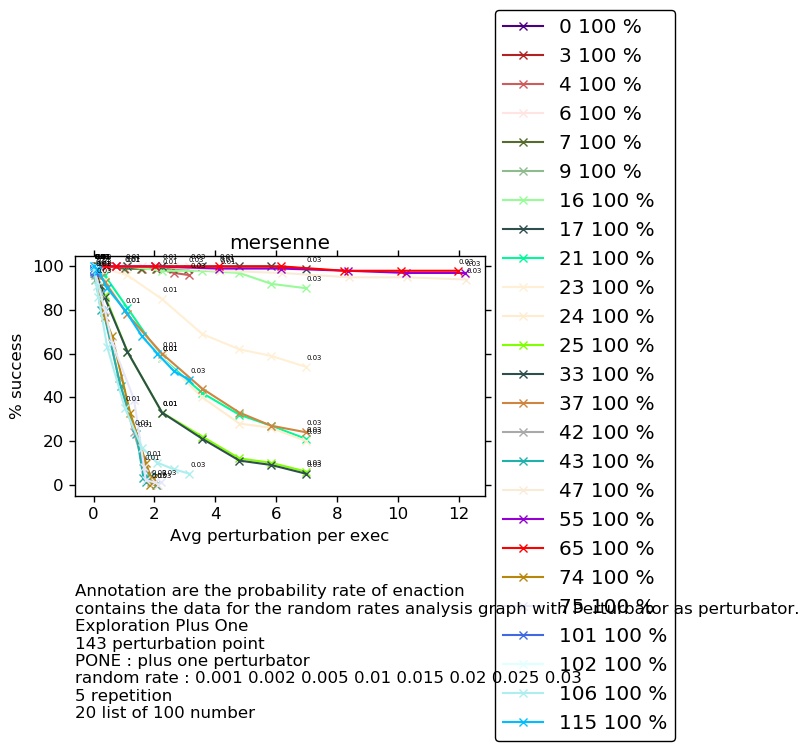 mersenne
% success
100
80
60
40
20
0
0 2 4 6 8 10 12
Avg perturbation per exec
0 100 %
3 100 %
4 100 %
6 100 %
7 100 %
9 100 %
16 100 %
17 100 %
21 100 %
23 100 %
24 100 %
25 100 %
33 100 %
37 100 %
42 100 %
43 100 %
47 100 %
55 100 %
65 100 %
74 100 %
75 100 %
101 100 %
102 100 %
106 100 %
115 100 %
Annotation are the probability rate of enaction
contains the data for the random rates analysis graph with Perturbator as perturbator.
Exploration Plus One
143 perturbation point
PONE : plus one perturbator
random rate : 0.001 0.002 0.005 0.01 0.015 0.02 0.025 0.03
5 repetition
20 list of 100 number